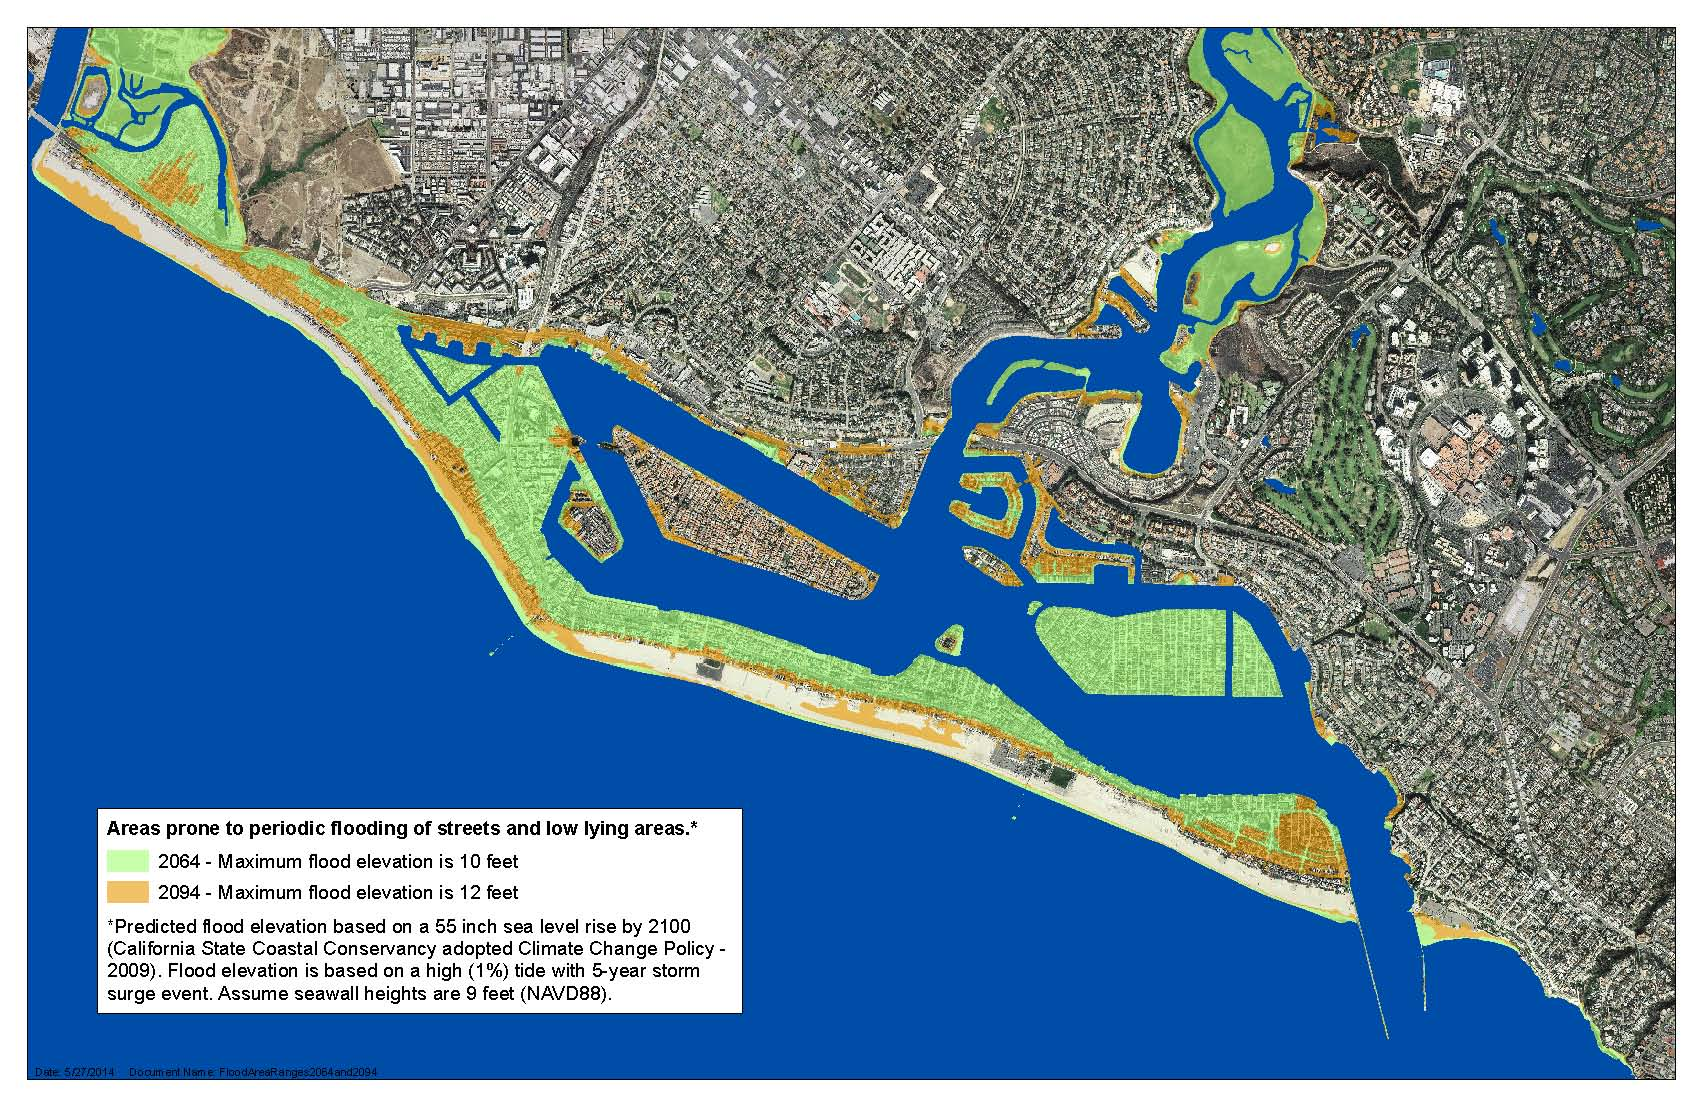 Areas prone to periodic flooding of streets and low lying areas.*
2064 - Maximum flood elevation is 10 feet
2094 - Maximum flood elevation is 12 feet
*Predicted flood elevation based on a 55 inch sea level rise by 2100
(California State Coastal Conservancy adopted Climate Change Policy -
2009). Flood elevation is based on a high (1%) tide with 5-year storm
surge event. Assume seawall heights are 9 feet (NAVD88).
Date: 5/27/2014 Document Name: FloodAreaRanges2064and2094